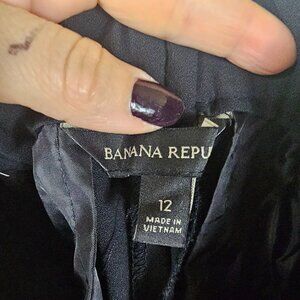 BANANA REPU
12
MADE IN
VIETNAM